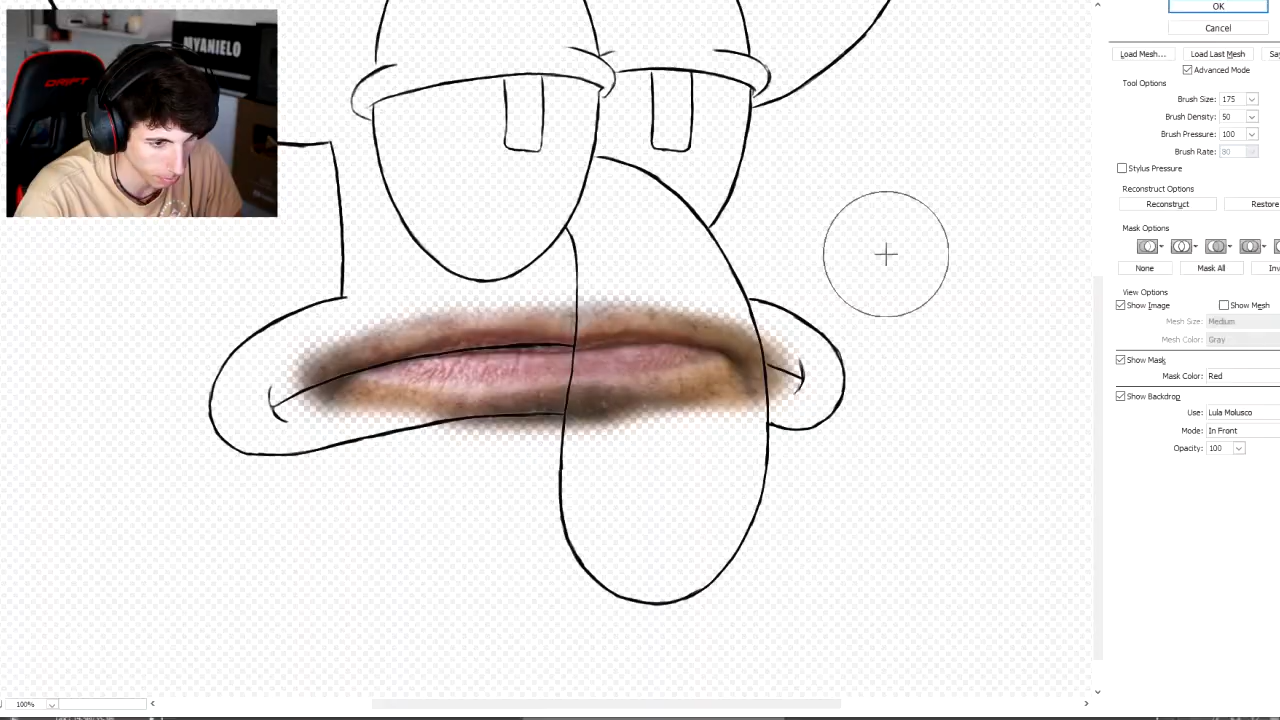 MYANIELO
DRIFT
OK
Cancel
Load Mesh...
Load Last Mesh
Advanced Mode
Tool Options
Brush Size: 175
Brush Density: 50
Brush Pressure: 100
Brush Rate: 80
Stylus Pressure
Reconstruct Options
Reconstruct
Restore
Mask Options
None
Mask All
View Options
Show Image
Show Mesh
Mesh Size: Medium
Mesh Color: Gray
Show Mask
Mask Color: Red
Show Backdrop
Use: Lula Molusco
Mode: In Front
Opacity: 100
100%